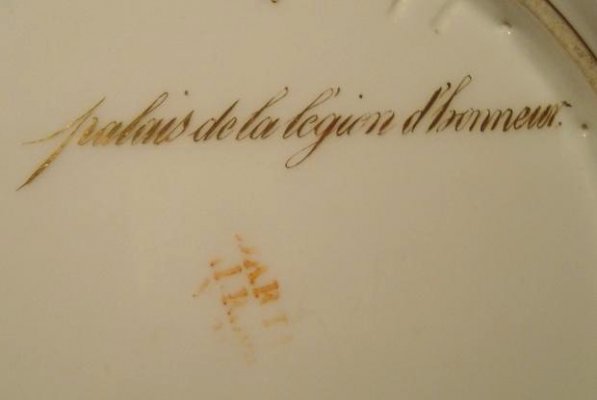 palais de la légion d'honneur.